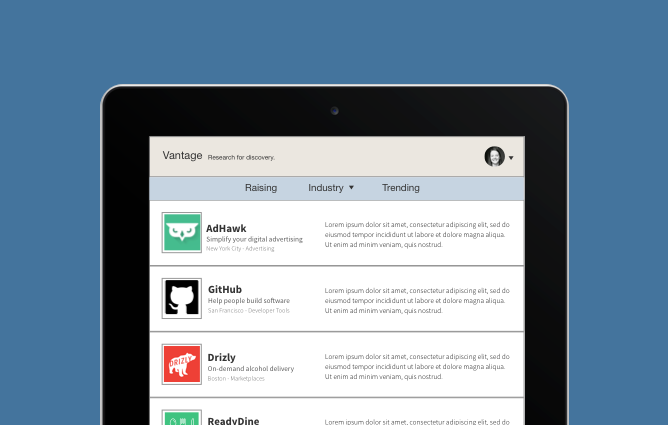 Vantage Research for discovery.
Raising Industry Trending
AdHawk
Simplify your digital advertising
New York City - Advertising
Lorem ipsum dolor sit amet, consectetur adipiscing elit, sed do
eiusmod tempor incididunt ut labore et dolore magna aliqua.
Ut enim ad minim veniam, quis nostrud.
GitHub
Help people build software
San Francisco - Developer Tools
Lorem ipsum dolor sit amet, consectetur adipiscing elit, sed do
eiusmod tempor incididunt ut labore et dolore magna aliqua.
Ut enim ad minim veniam, quis nostrud.
DRIZLY
Drizly
On-demand alcohol delivery
Boston - Marketplaces
Lorem ipsum dolor sit amet, consectetur adipiscing elit, sed do
eiusmod tempor incididunt ut labore et dolore magna aliqua.
Ut enim ad minim veniam, quis nostrud.
ReadyDine
Lorem ipsum dolor sit amet, consectetur adipiscing elit, sed do